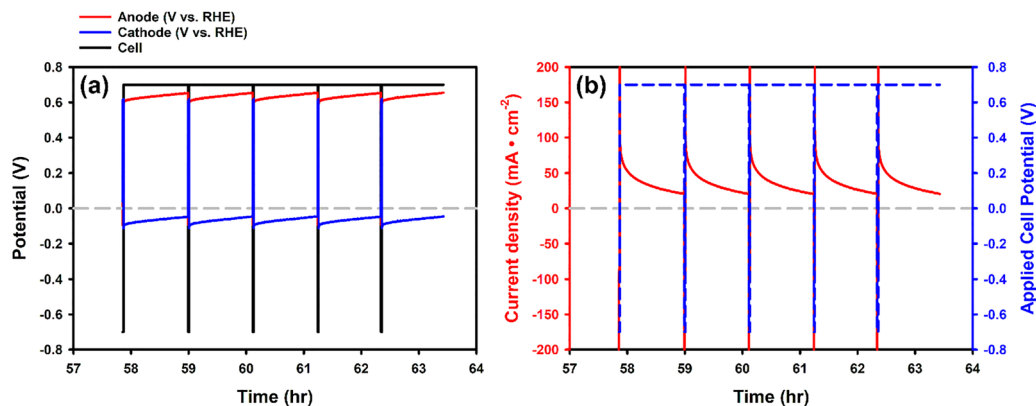 Anode (V vs. RHE)
Cathode (V vs. RHE)
Cell
(a)
Potential (V)
0.8
0.6
0.4
0.2
0.0
-0.2
-0.4
-0.6
-0.8
57 58 59 60 61 62 63 64
Time (hr)
(b)
Current density (mA • cm-2)
200
150
100
50
0
-50
-100
-150
-200
57 58 59 60 61 62 63 64
Time (hr)
0.8
0.6
0.4
0.2
0.0
-0.2
-0.4
-0.6
-0.8
Applied Cell Potential (V)